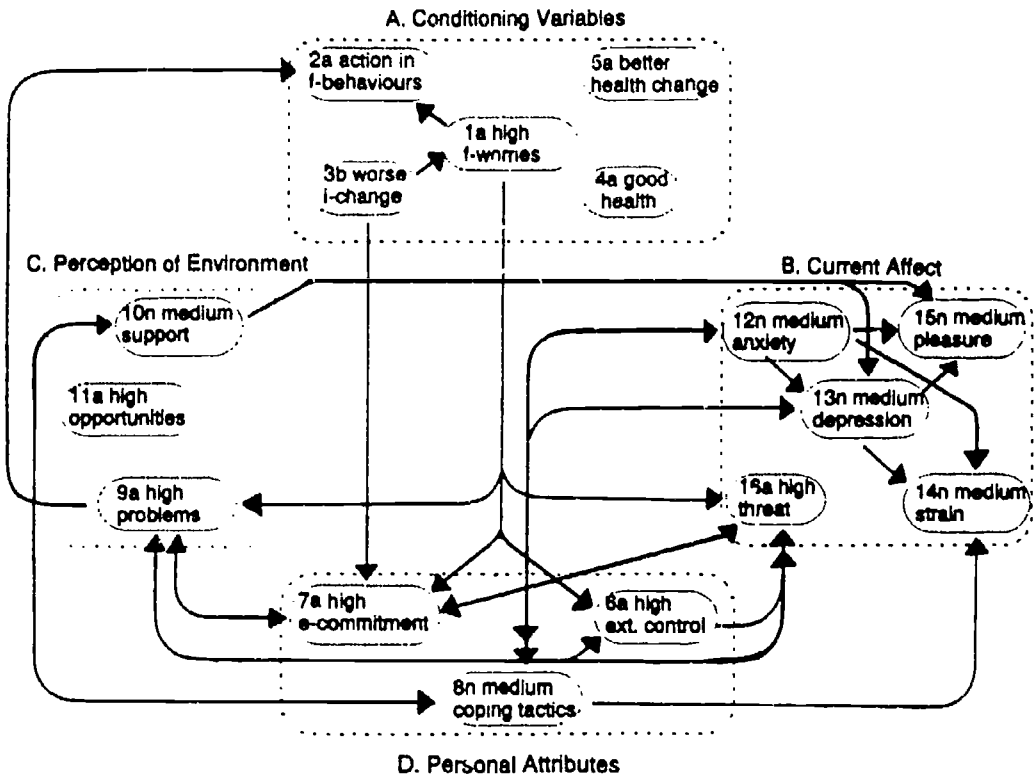 A. Conditioning Variables
2a action in
f-behaviours
5a better
health change
1a high
f-worries
3b worse
i-change
4a good
health
C. Perception of Environment
B. Current Affect
10n medium
support
12n medium
anxiety
15n medium
pleasure
11a high
opportunities
13n medium
depression
9a high
problems
16a high
threat
14n medium
strain
7a high
e-commitment
6a high
ext. control
8n medium
coping tactics
D. Personal Attributes